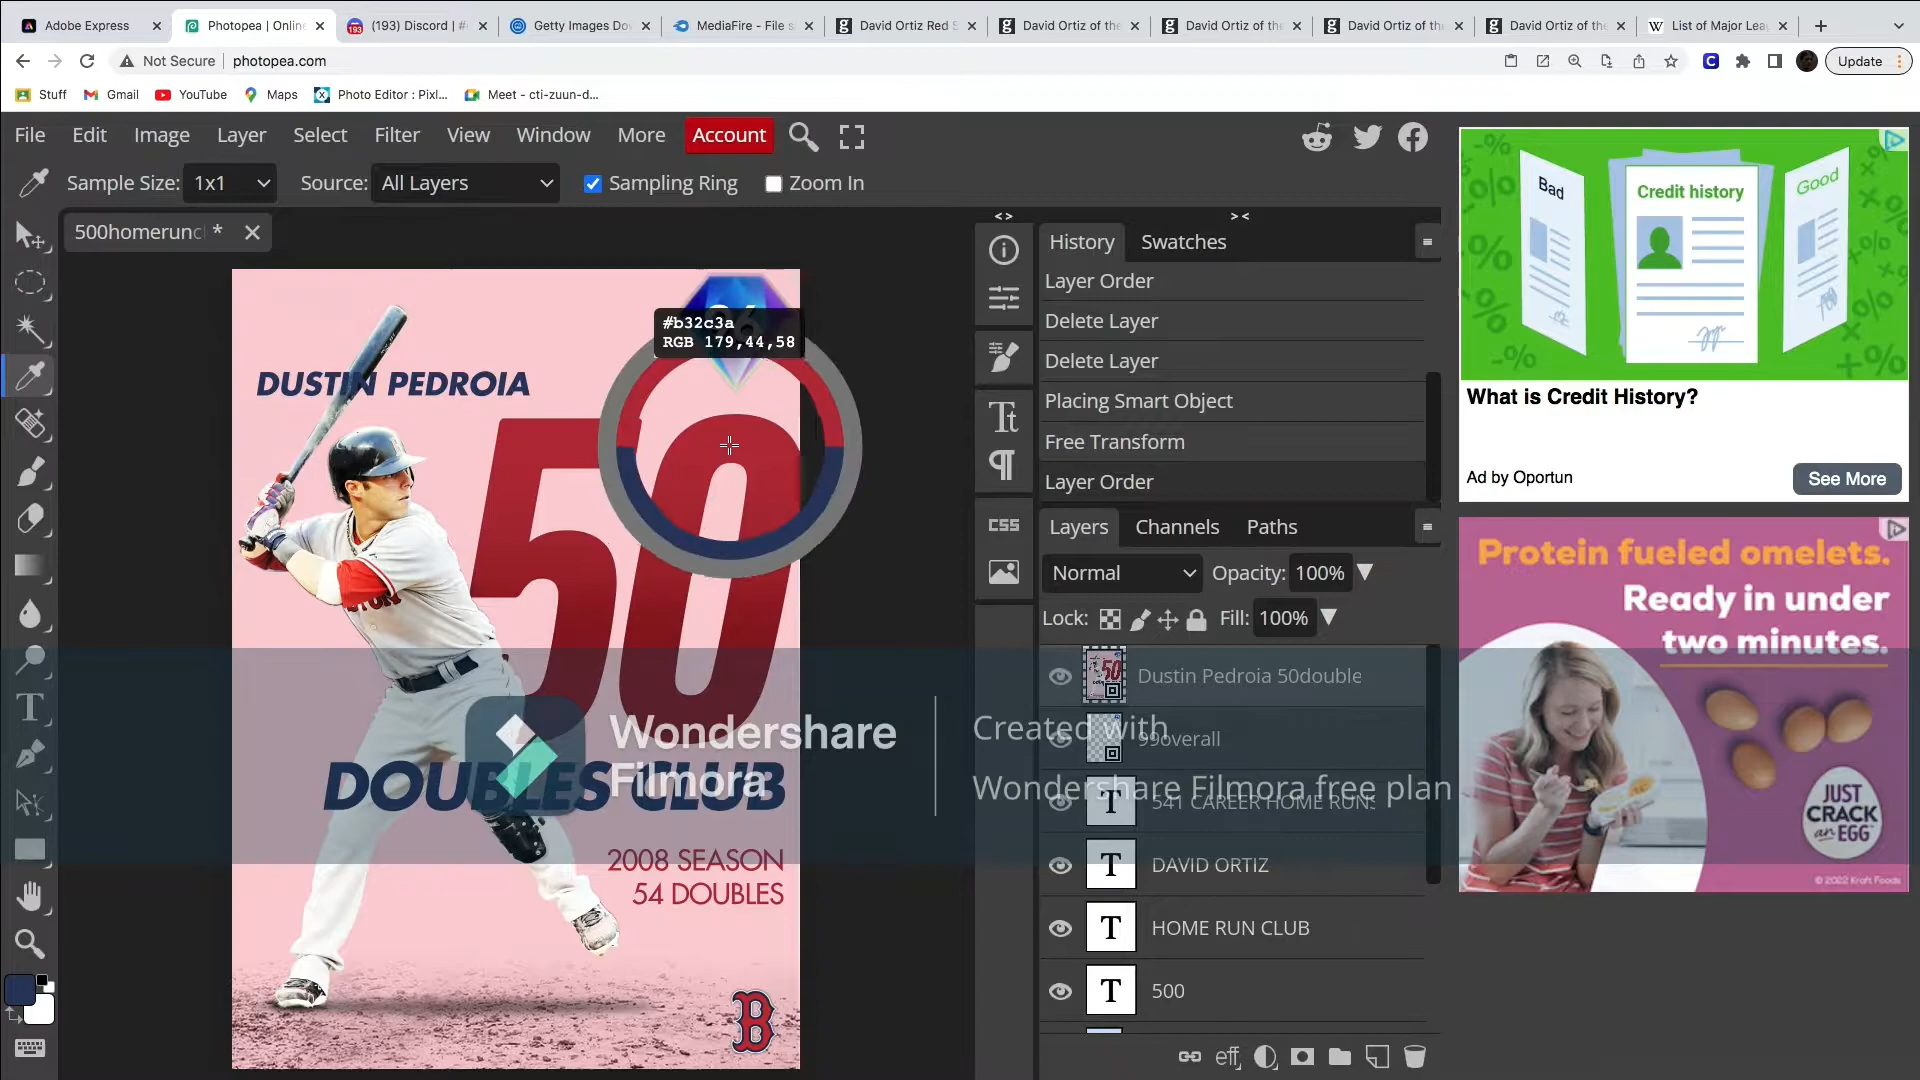 Adobe Express
Photopea | Online
193
(193) Discord | #
Getty Images Do
MediaFire - File s
David Ortiz Red S
David Ortiz of the
David Ortiz of the
David Ortiz of the
David Ortiz of the
List of Major Lea
Not Secure
photopea.com
Update
Stuff
Gmail
YouTube
Maps
Photo Editor : Pixl...
Meet - cti-zuun-d...
File
Edit
Image
Layer
Select
Filter
View
Window
More
Account
Sample Size:
1x1
Source:
All Layers
Sampling Ring
Zoom In
500homerunc
*
#b32c3a
RGB 179,44,58
DUSTIN PEDROIA
50
DOUBLES CLUB
2008 SEASON
54 DOUBLES
B
< >
> <
CSS
History
Swatches
Layer Order
Delete Layer
Delete Layer
Placing Smart Object
Free Transform
Layer Order
Layers
Channels
Paths
Normal
Opacity:
100%
Lock:
Fill:
100%
Dustin Pedroia 50double
99overall
541 CAREER HOME RUNS
DAVID ORTIZ
HOME RUN CLUB
500
eff
Wondershare
Filmora
Created with
Wondershare Filmora free plan
Bad
Credit history
Good
What is Credit History?
Ad by Oportun
See More
Protein fueled omelets.
Ready in under
two minutes.
JUST
CRACK
an EGG
© 2022 Kraft Foods